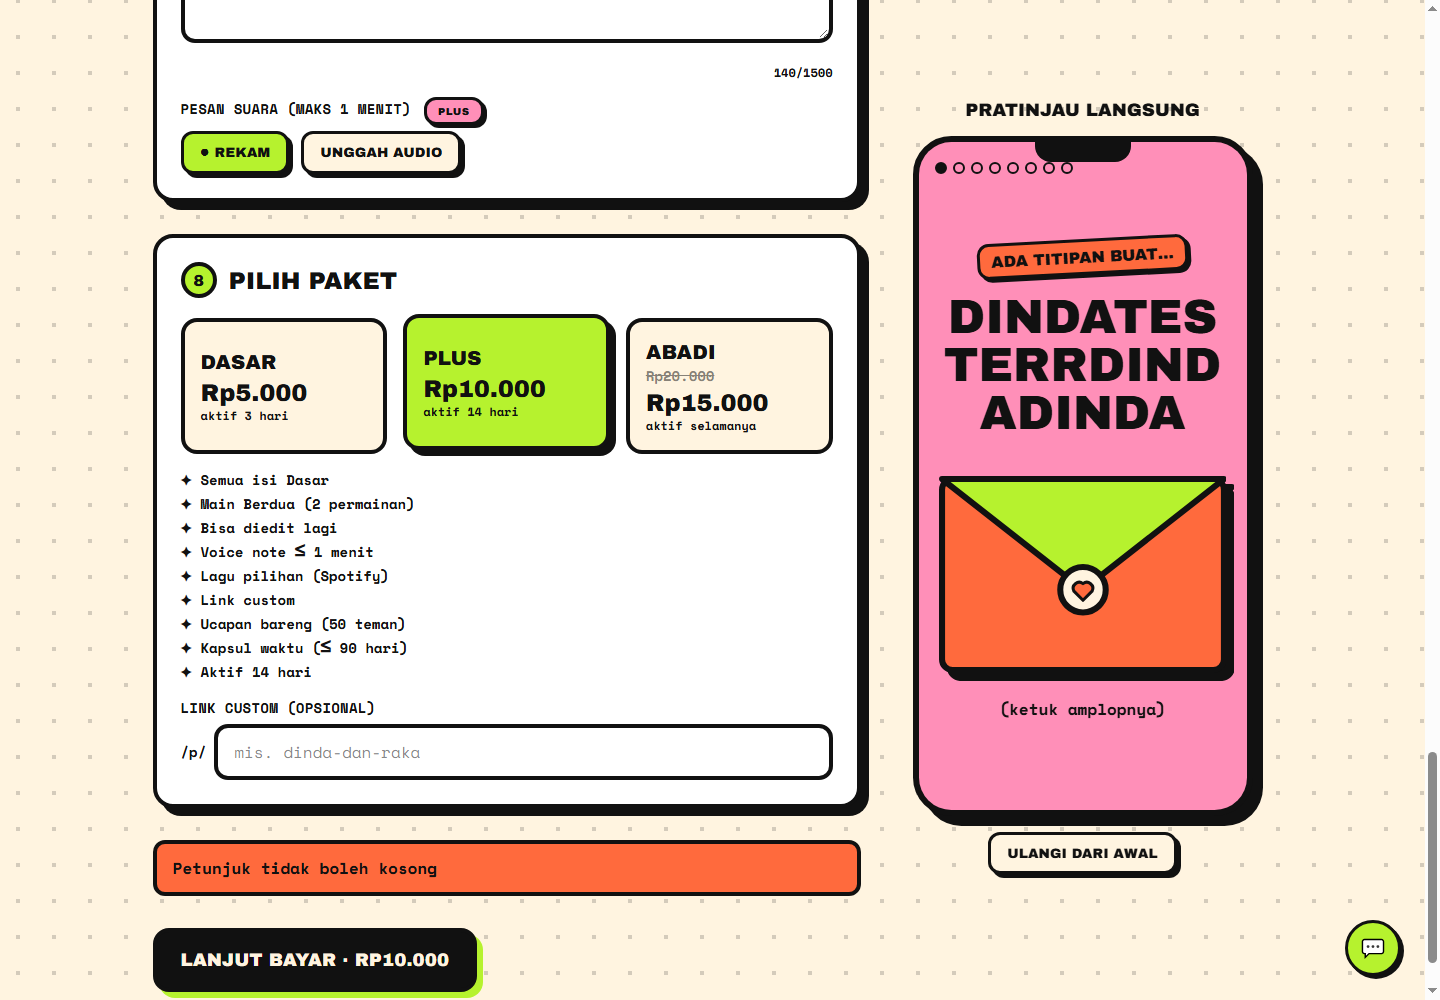 140/1500
PESAN SUARA (MAKS 1 MENIT) PLUS
REKAM
UNGGAH AUDIO
8 PILIH PAKET
DASAR
Rp5.000
aktif 3 hari
PLUS
Rp10.000
aktif 14 hari
ABADI
Rp20.000
Rp15.000
aktif selamanya
✦ Semua isi Dasar
✦ Main Berdua (2 permainan)
✦ Bisa diedit lagi
✦ Voice note ≤ 1 menit
✦ Lagu pilihan (Spotify)
✦ Link custom
✦ Ucapan bareng (50 teman)
✦ Kapsul waktu (≤ 90 hari)
✦ Aktif 14 hari
LINK CUSTOM (OPSIONAL)
/p/ mis. dinda-dan-raka
Petunjuk tidak boleh kosong
LANJUT BAYAR · RP10.000
PRATINJAU LANGSUNG
ADA TITIPAN BUAT...
DINDATES
TERRDIND
ADINDA
(ketuk amplopnya)
ULANGI DARI AWAL